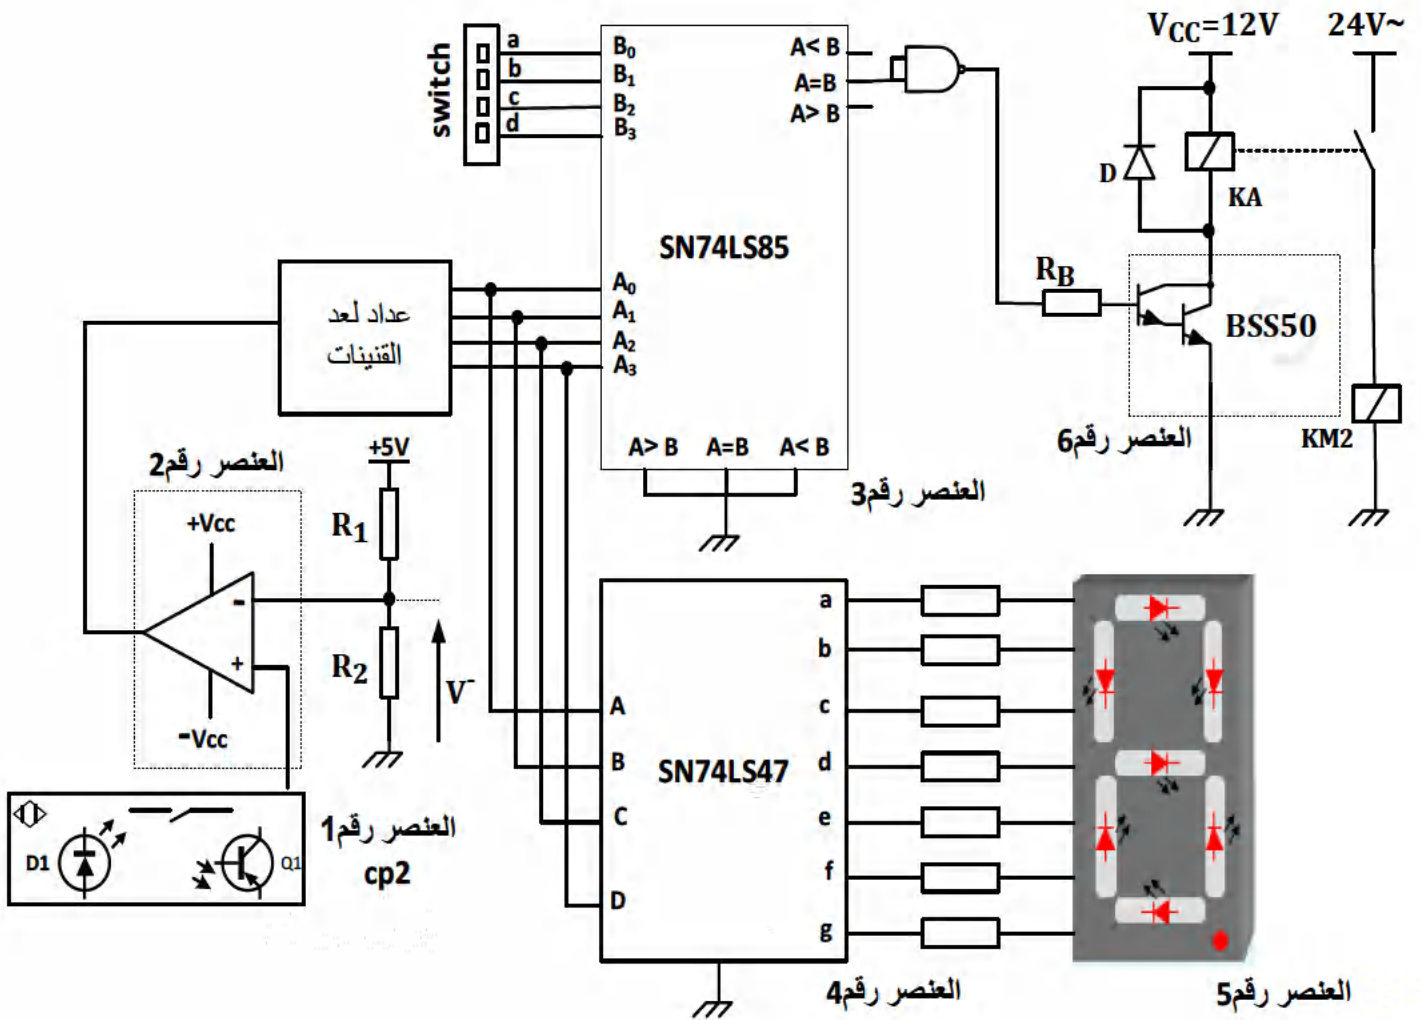 switch
a
b
c
d
B0
B1
B2
B3
A< B
A=B
A> B
SN74LS85
A0
A1
A2
A3
A> B A=B A< B
العنصر رقم3
VCC=12V
24V~
D
KA
RB
BSS50
العنصر رقم6
KM2
عداد لعد
القنينات
العنصر رقم2
+Vcc
-
+
-Vcc
+5V
R1
R2
V-
D1
Q1
العنصر رقم1
cp2
A
B
C
D
SN74LS47
a
b
c
d
e
f
g
العنصر رقم4
العنصر رقم5